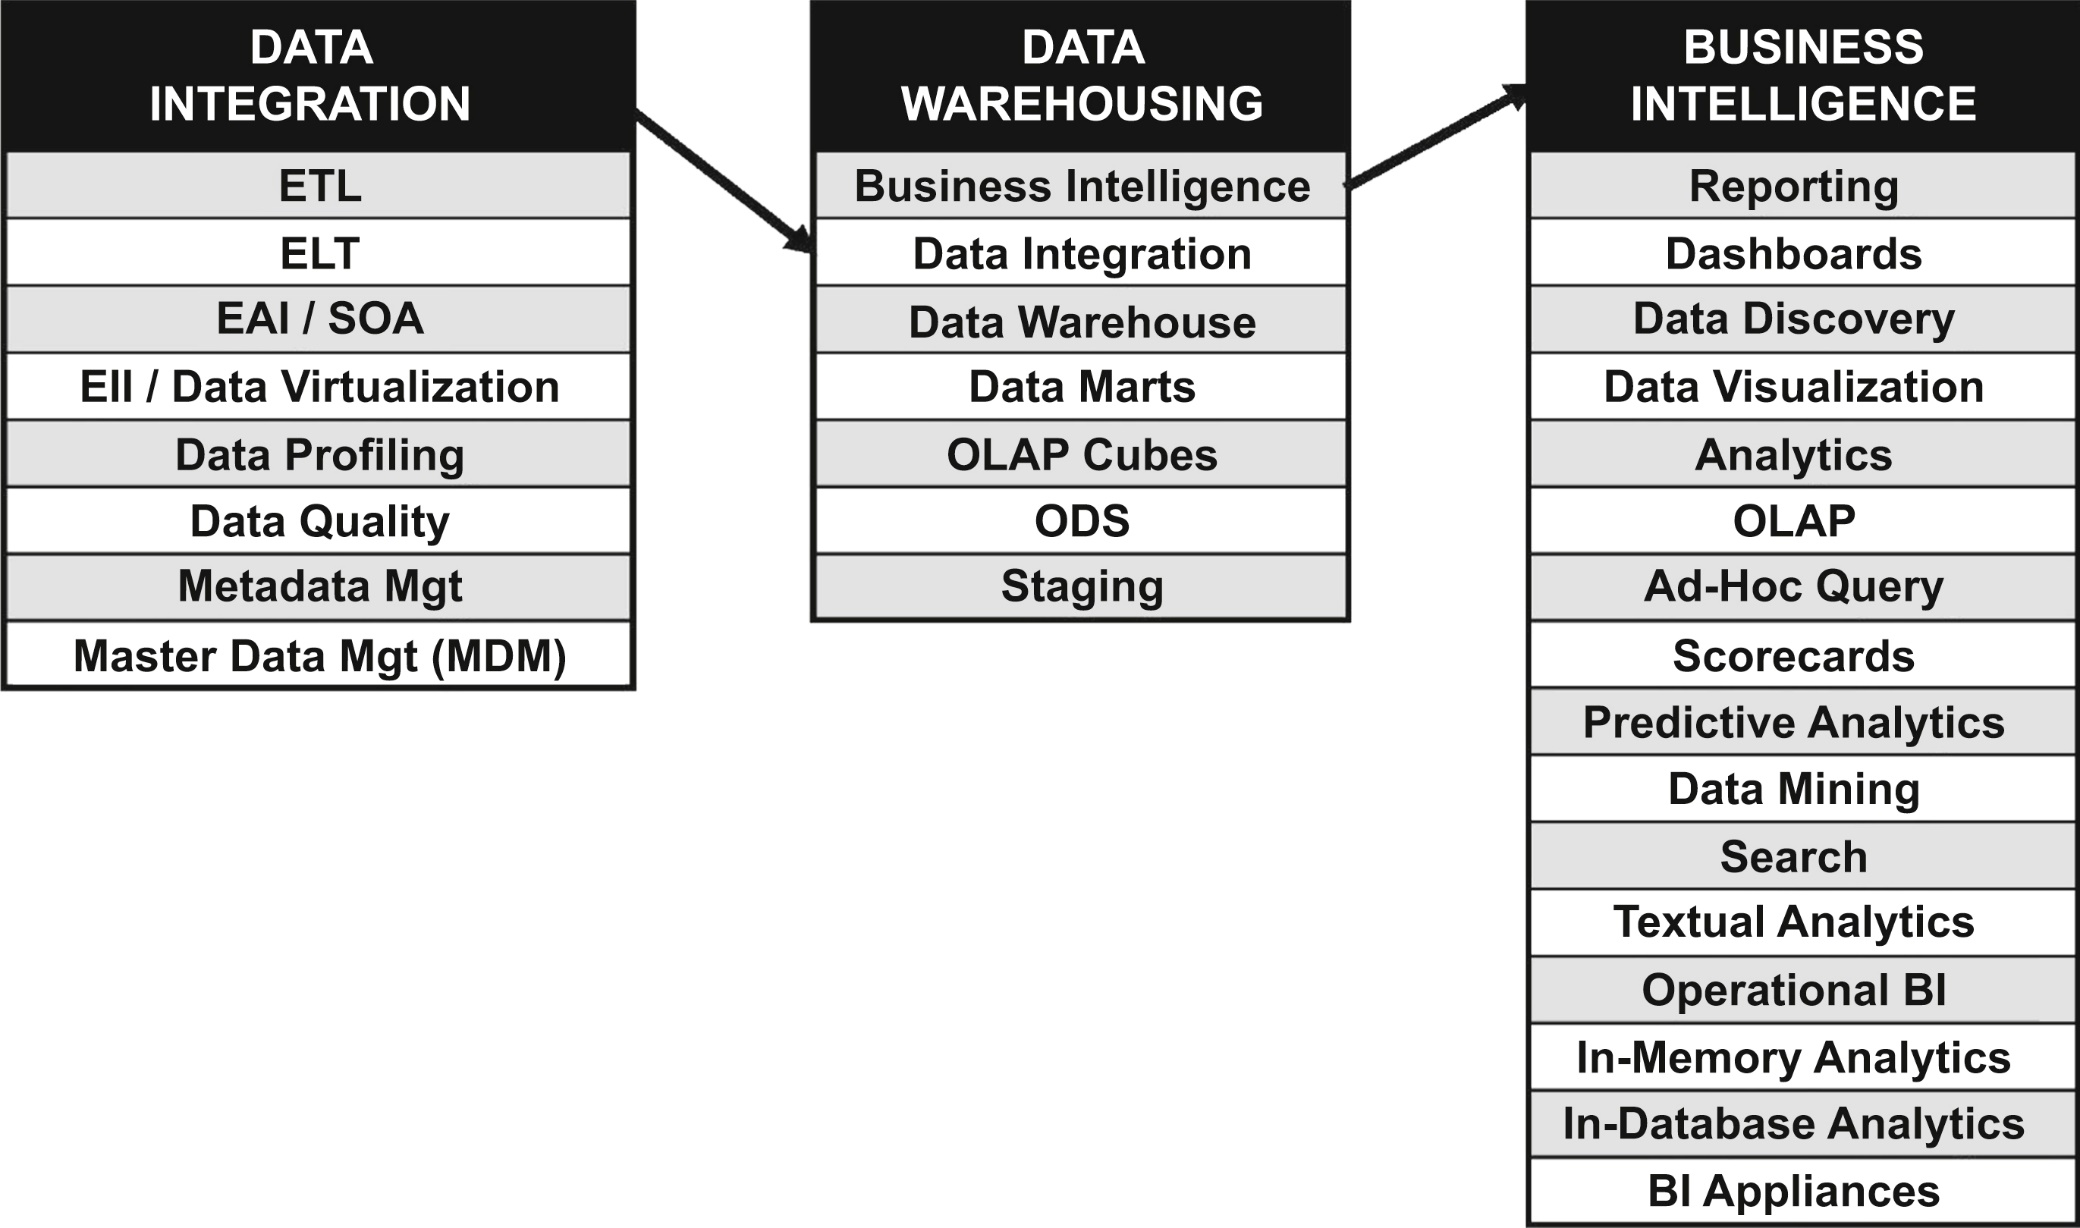 DATA
INTEGRATION
ETL
ELT
EAI / SOA
EII / Data Virtualization
Data Profiling
Data Quality
Metadata Mgt
Master Data Mgt (MDM)
DATA
WAREHOUSING
Business Intelligence
Data Integration
Data Warehouse
Data Marts
OLAP Cubes
ODS
Staging
BUSINESS
INTELLIGENCE
Reporting
Dashboards
Data Discovery
Data Visualization
Analytics
OLAP
Ad-Hoc Query
Scorecards
Predictive Analytics
Data Mining
Search
Textual Analytics
Operational BI
In-Memory Analytics
In-Database Analytics
BI Appliances